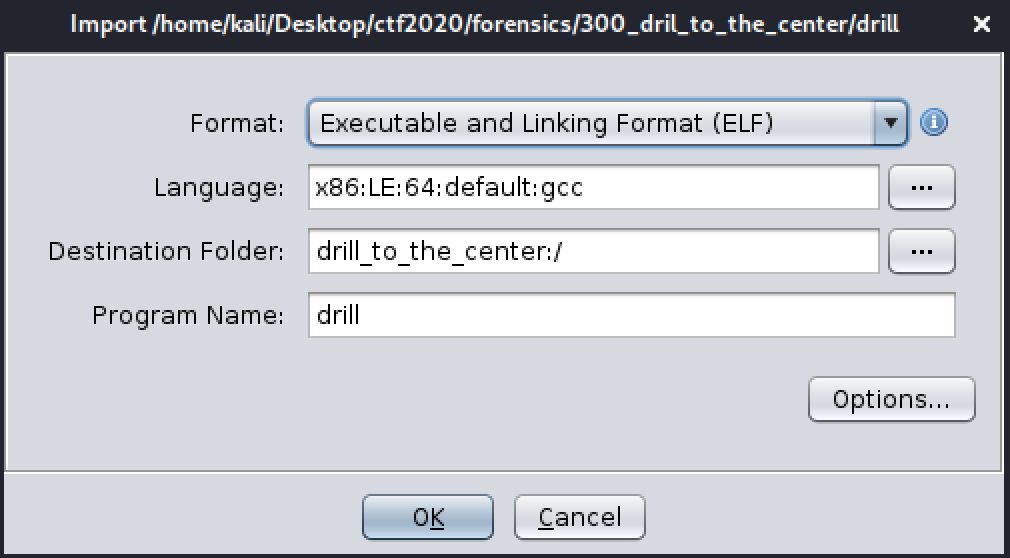 Import /home/kali/Desktop/ctf2020/forensics/300_dril_to_the_center/drill
Format: Executable and Linking Format (ELF)
Language: x86:LE:64:default:gcc ...
Destination Folder: drill_to_the_center:/ ...
Program Name: drill
Options...
OK Cancel